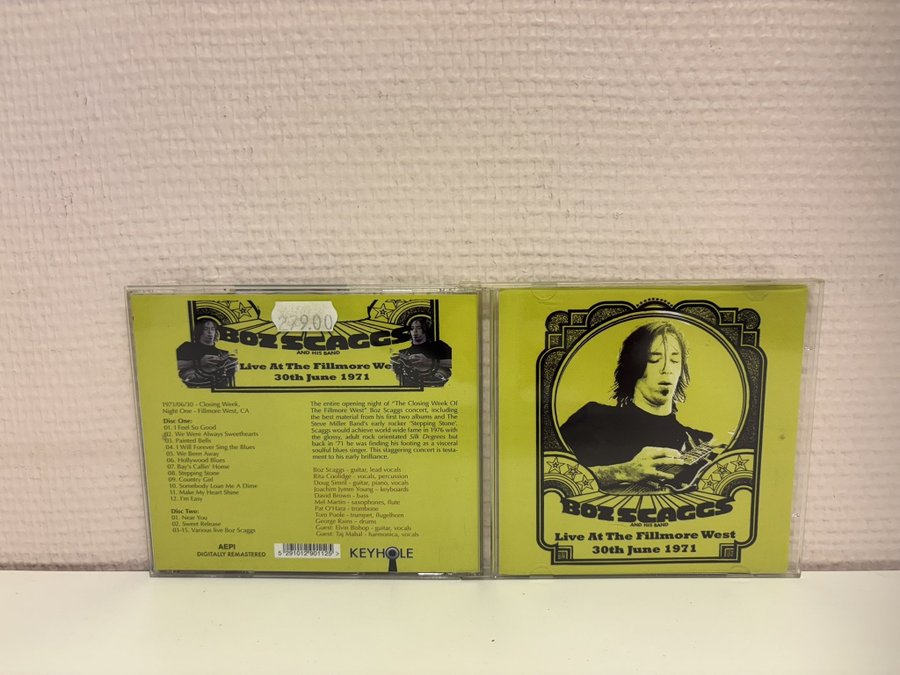 299.00
BOZ SCAGGS
AND HIS BAND
Live At The Fillmore We
30th June 1971
1971/06/30 - Closing Week,
Night One - Fillmore West, CA
Disc One:
01. I Feel So Good
02. We Were Always Sweethearts
03. Painted Bells
04. I Will Forever Sing the Blues
05. We Been Away
06. Hollywood Blues
07. Bay's Callin' Home
08. Stepping Stone
09. Country Girl
10. Somebody Loan Me A Dime
11. Make My Heart Shine
12. I'm Easy
Disc Two:
01. Near You
02. Sweet Release
03-15. Various live Boz Scaggs
The entire opening night of "The Closing Week Of
The Fillmore West" Boz Scaggs concert, including
the best material from his first two albums and The
Steve Miller Band's early rocker 'Stepping Stone'.
Scaggs would achieve world wide fame in 1976 with
the glossy, adult rock orientated Silk Degrees but
back in '71 he was finding his footing as a visceral
soulful blues singer. This staggering concert is testa-
ment to his early brilliance.
Boz Scaggs - guitar, lead vocals
Rita Coolidge - vocals, percussion
Doug Simril - guitar, piano, vocals
Joachim Jymm Young - keyboards
David Brown - bass
Mel Martin - saxophones, flute
Pat O'Hara - trombone
Tom Poole - trumpet, flugelhorn
George Rains - drums
Guest: Elvin Bishop - guitar, vocals
Guest: Taj Mahal - harmonica, vocals
AEPI
DIGITALLY REMASTERED
5 291012 901125 >
KEYHOLE
BOZ SCAGGS
AND HIS BAND
Live At The Fillmore West
30th June 1971